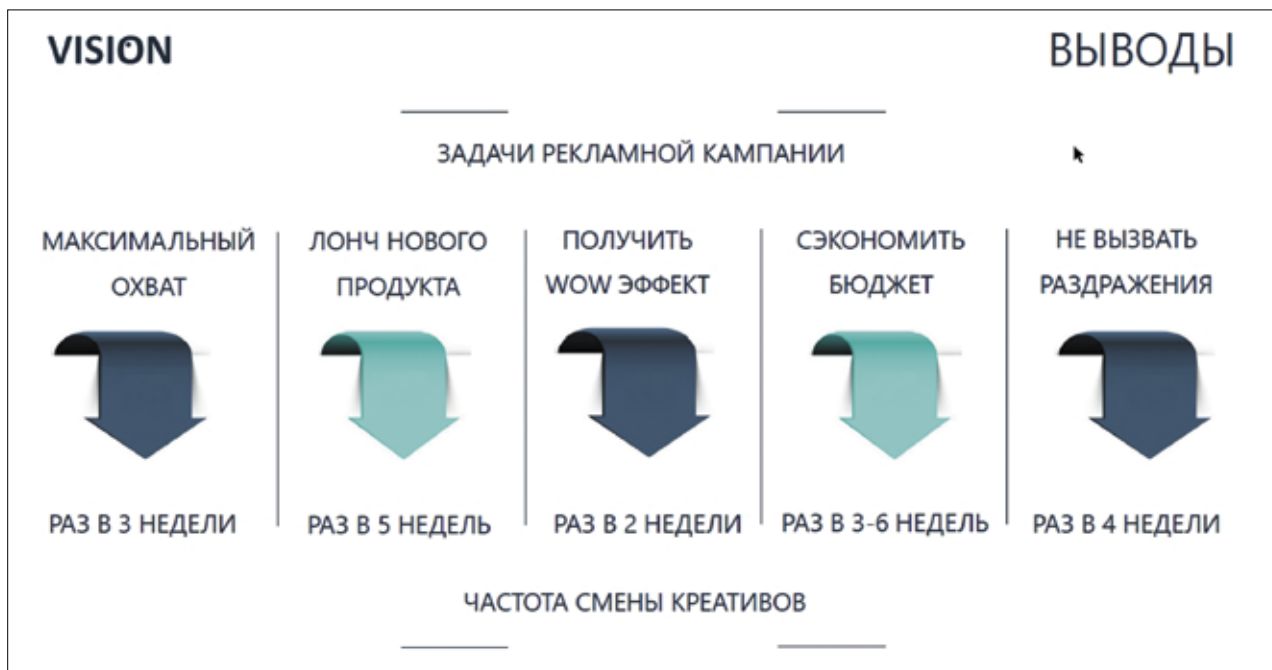 VISION
ВЫВОДЫ
ЗАДАЧИ РЕКЛАМНОЙ КАМПАНИИ
МАКСИМАЛЬНЫЙ
ОХВАТ
ЛОНЧ НОВОГО
ПРОДУКТА
ПОЛУЧИТЬ
WOW ЭФФЕКТ
СЭКОНОМИТЬ
БЮДЖЕТ
НЕ ВЫЗВАТЬ
РАЗДРАЖЕНИЯ
РАЗ В 3 НЕДЕЛИ
РАЗ В 5 НЕДЕЛЬ
РАЗ В 2 НЕДЕЛИ
РАЗ В 3-6 НЕДЕЛЬ
РАЗ В 4 НЕДЕЛИ
ЧАСТОТА СМЕНЫ КРЕАТИВОВ